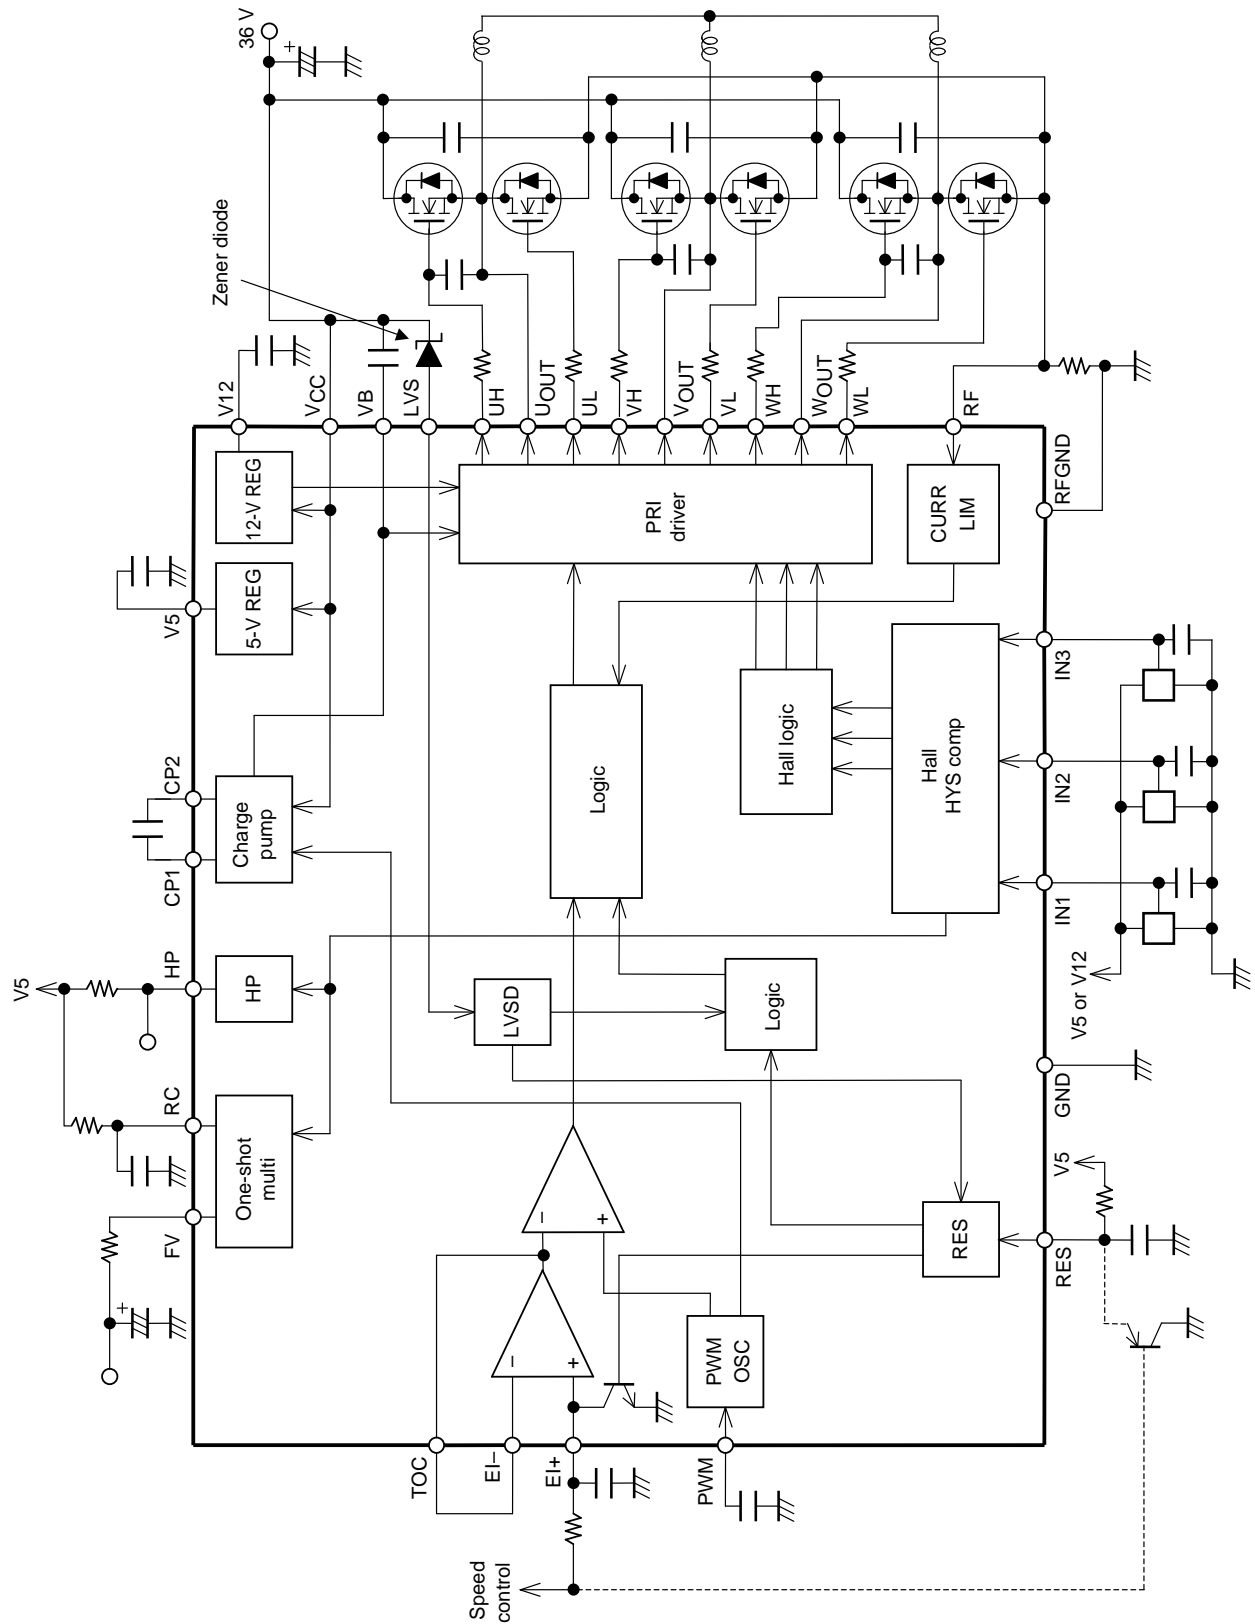 36 V
+
Zener diode
V12
VCC
VB
LVS
UH
UOUT
UL
VH
VOUT
VL
WH
WOUT
WL
RF
RFGND
12-V REG
5-V REG
V5
PRI
driver
CURR
LIM
CP2
CP1
Charge
pump
Logic
Hall logic
Hall
HYS comp
IN3
IN2
IN1
V5 or V12
V5
HP
HP
LVSD
Logic
GND
RC
FV
One-shot
multi
+
−
+
−
+
PWM
OSC
RES
RES
V5
TOC
EI−
EI+
PWM
Speed
control